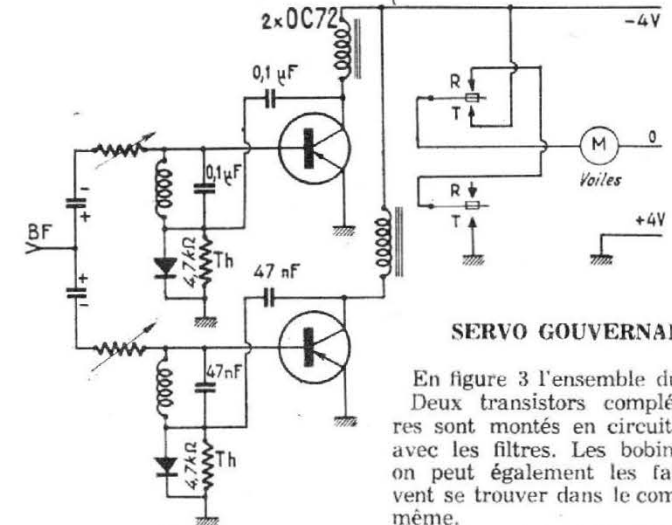 2×OC72
-4V
0,1 µF
R
T
0,1µF
M
0
Voiles
BF
R
T
+4V
4,7kΩ
Th
47 nF
47nF
4,7kΩ
Th
SERVO GOUVERNA
En figure 3 l'ensemble d
Deux transistors complé
res sont montés en circuit
avec les filtres. Les bobin
on peut également les fa
vent se trouver dans le com
même.